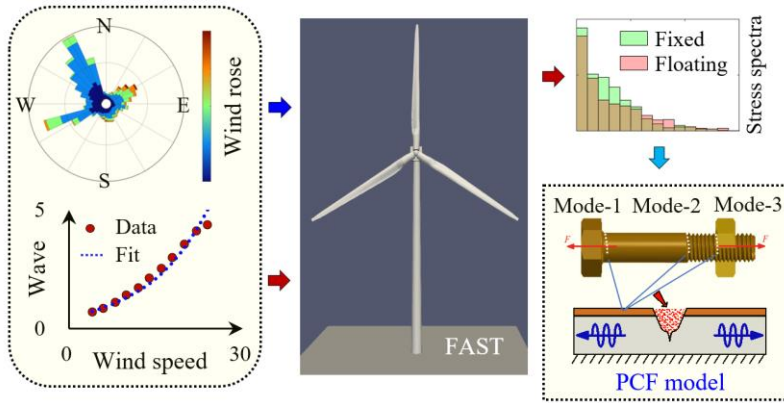 N
W
E
S
Wind rose
5
Data
Fit
Wave
0
0
Wind speed
30
FAST
Fixed
Floating
Stress spectra
Mode-1
Mode-2
Mode-3
F
F
PCF model